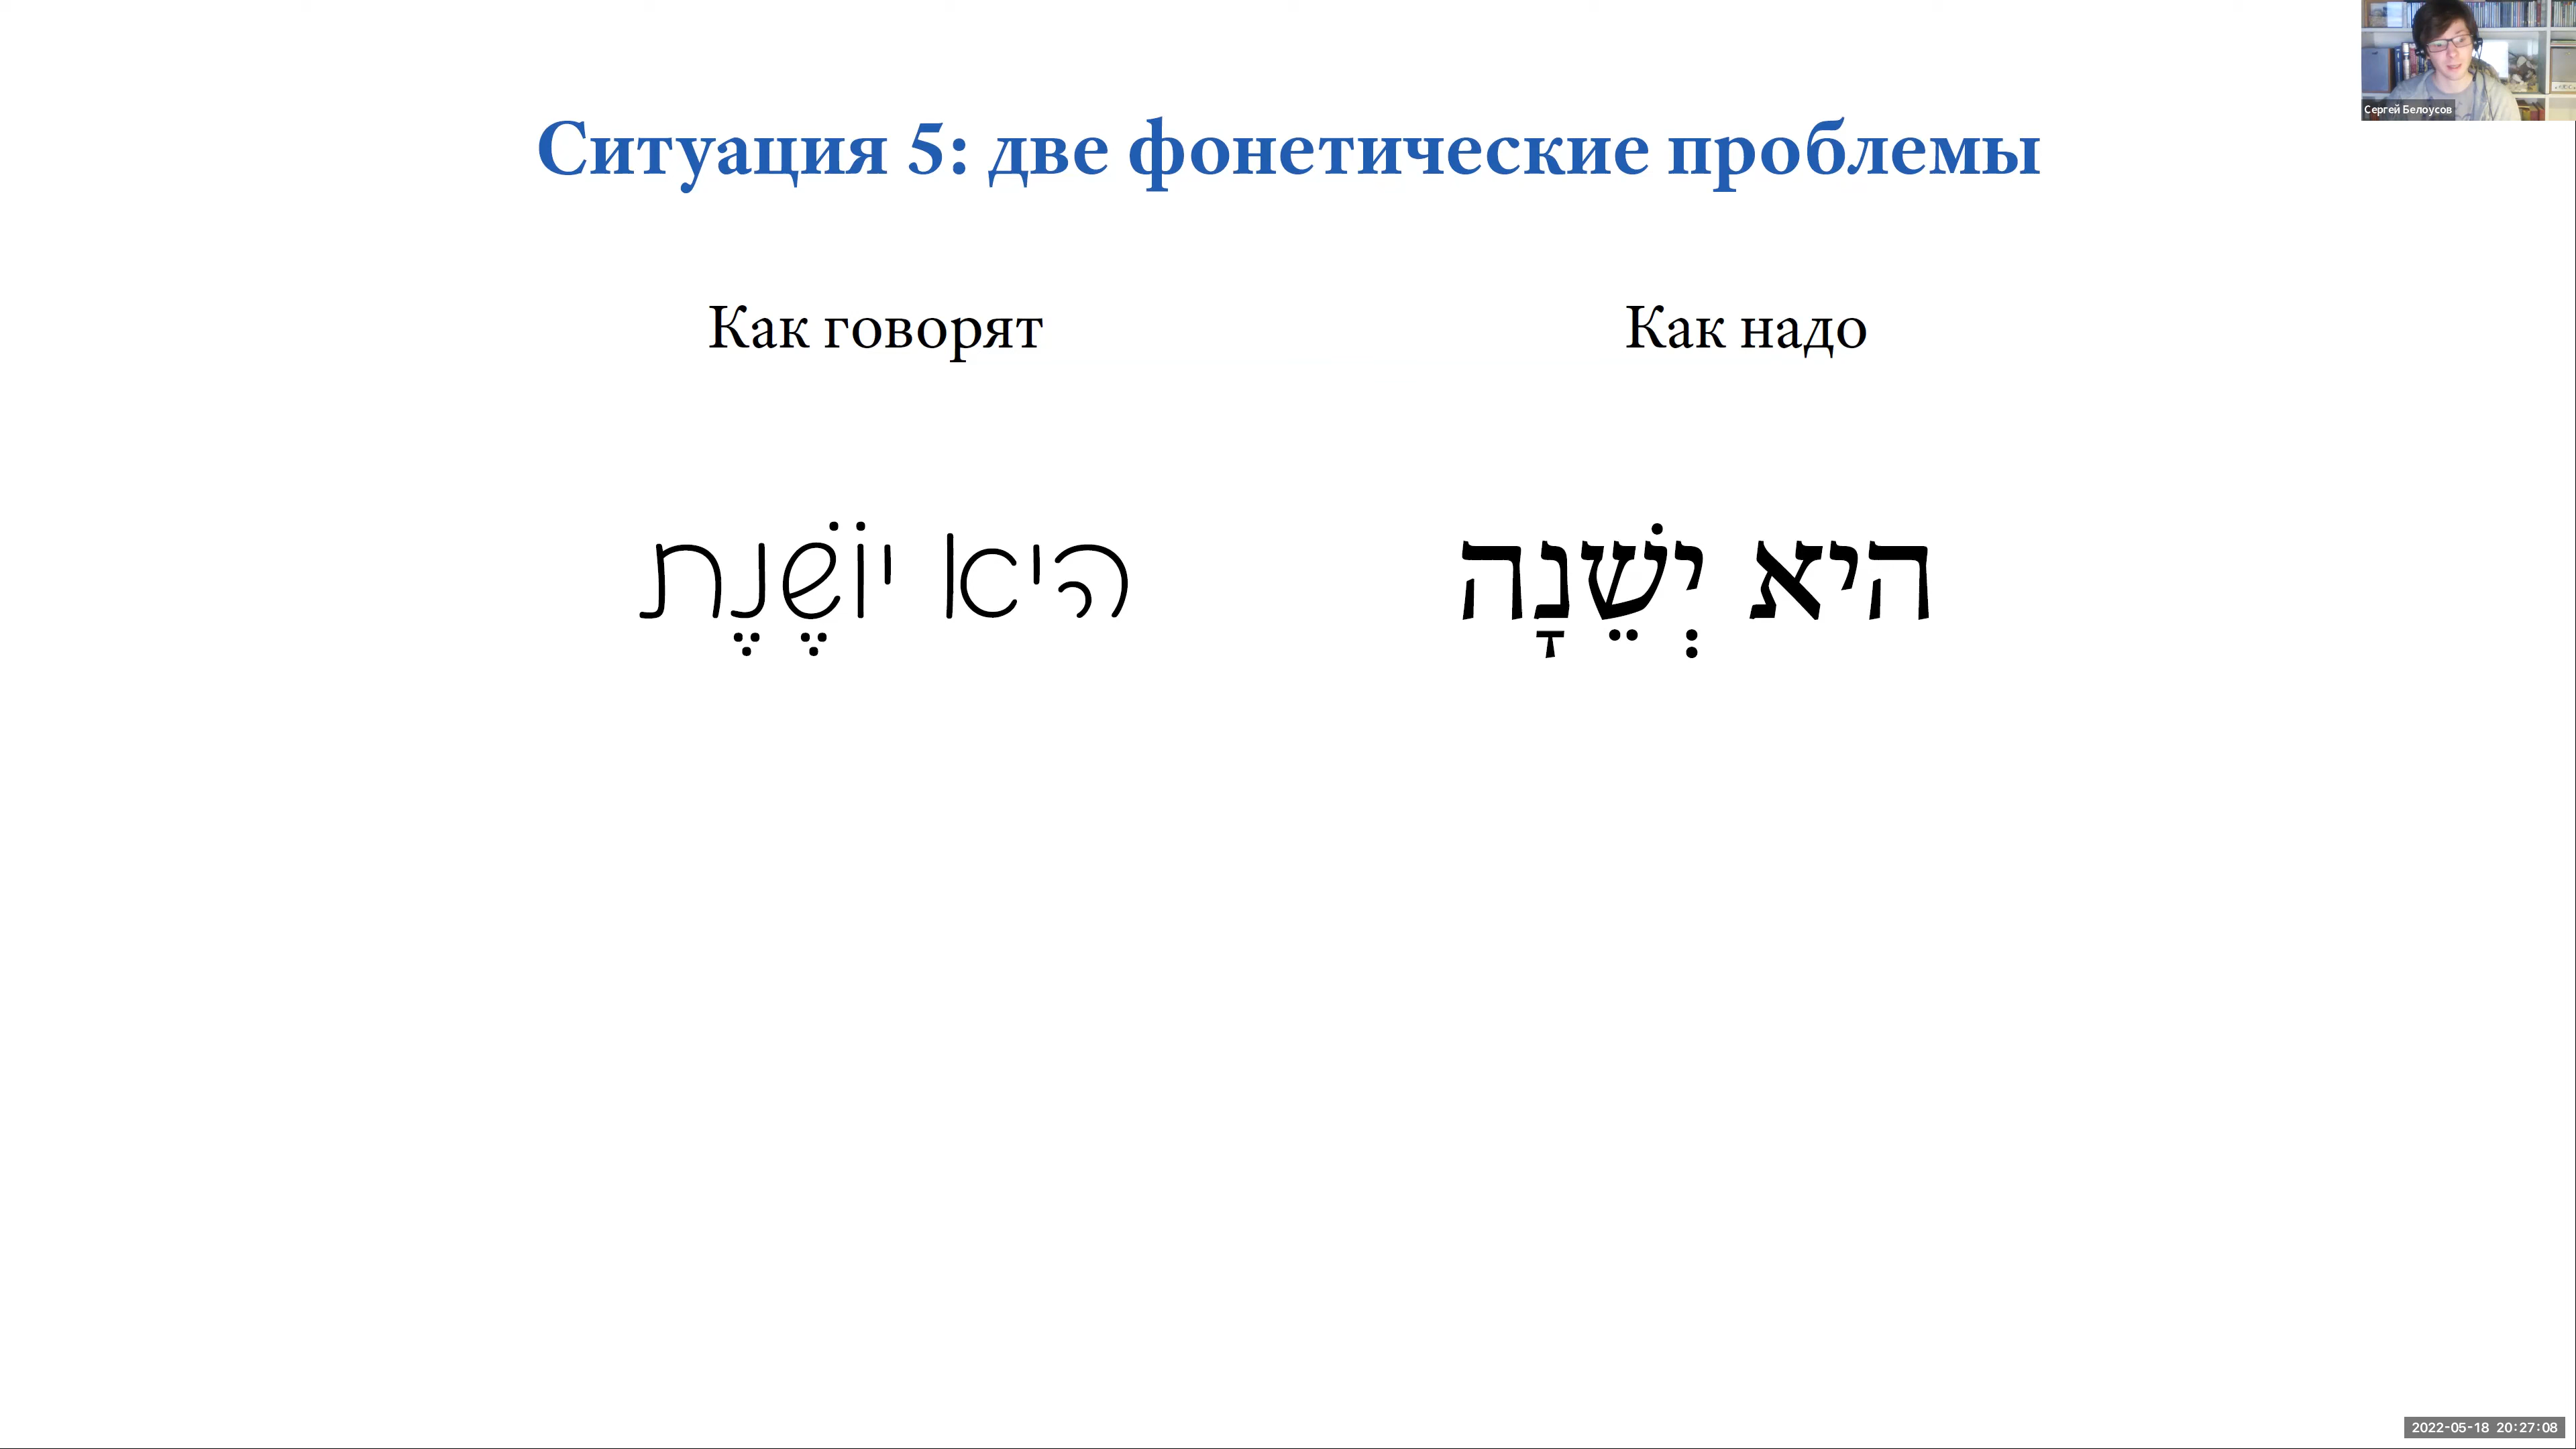 Сергей Белоусов
Ситуация 5: две фонетические проблемы
Как говорят
Как надо
היא יוֹשֶׁנֶת
היא יְשֵׁנָה
2022-05-18 20:27:08